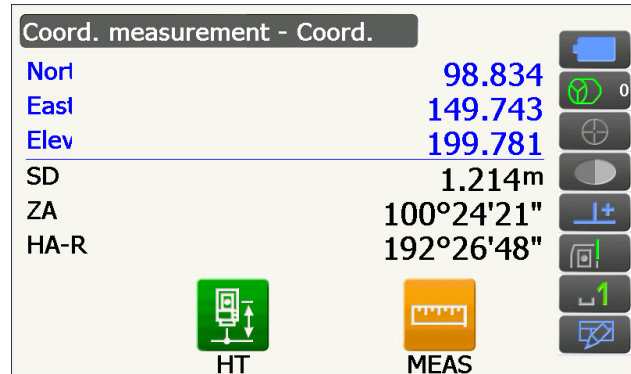 Coord. measurement - Coord.
Nort 98.834
East 149.743
Elev 199.781
SD 1.214m
ZA 100°24'21"
HA-R 192°26'48"
0
1
HT MEAS